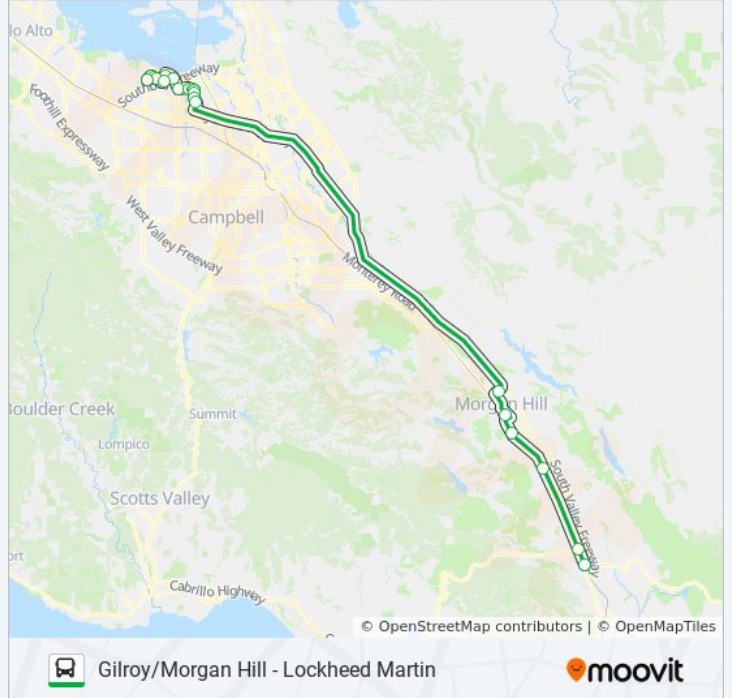 lo Alto
Freeway
Foothill Expressway
West Valley Freeway
Campbell
Monterey Road
Morgan Hill
Boulder Creek
Summit
Lompico
Scotts Valley
South Valley Freeway
ort
Cabrillo Highway
© OpenStreetMap contributors | © OpenMapTiles
Gilroy/Morgan Hill - Lockheed Martin
moovit